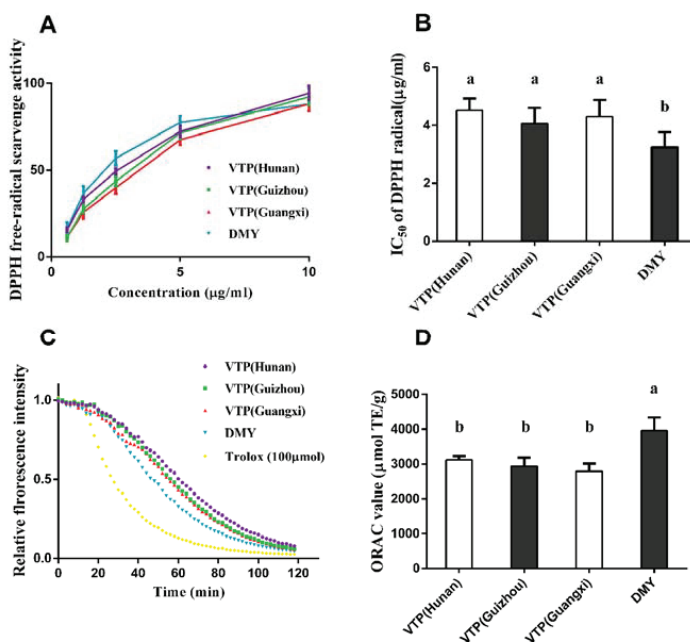 A
DPPH free-radical scarvenge activity
100
50
0
0
5
10
Concentration (μg/ml)
VTP(Hunan)
VTP(Guizhou)
VTP(Guangxi)
DMY
B
IC50 of DPPH radical(μg/ml)
6
4
2
0
a
a
a
b
VTP(Hunan)
VTP(Guizhou)
VTP(Guangxi)
DMY
C
Relative flrorescence intensity
1.0
0.5
0.0
0
20
40
60
80
100
120
Time (min)
VTP(Hunan)
VTP(Guizhou)
VTP(Guangxi)
DMY
Trolox (100μmol)
D
ORAC value (μmol TE/g)
5000
4000
3000
2000
1000
0
b
b
b
a
VTP(Hunan)
VTP(Guizhou)
VTP(Guangxi)
DMY